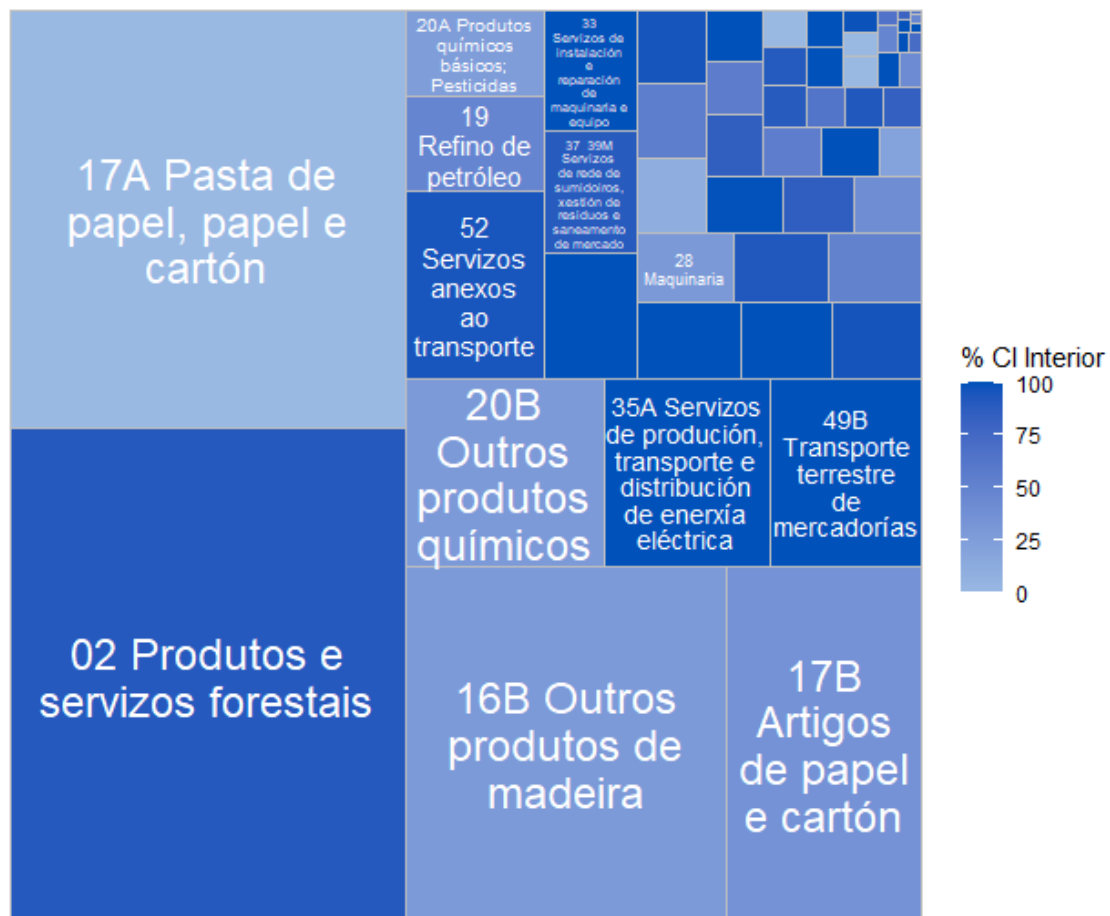 17A Pasta de
papel, papel e
cartón
02 Produtos e
servizos forestais
20A Produtos
químicos
básicos;
Pesticidas
19
Refino de
petróleo
52
Servizos
anexos
ao
transporte
33
Servizos de
instalación
e
reparación
de
maquinaria e
equipo
37_39M
Servizos
de rede de
sumidoiros,
xestión de
residuos e
saneamento
de mercado
28
Maquinaria
20B
Outros
produtos
químicos
35A Servizos
de produción,
transporte e
distribución
de enerxía
eléctrica
49B
Transporte
terrestre
de
mercadorías
16B Outros
produtos de
madeira
17B
Artigos
de papel
e cartón
% CI Interior
100
75
50
25
0